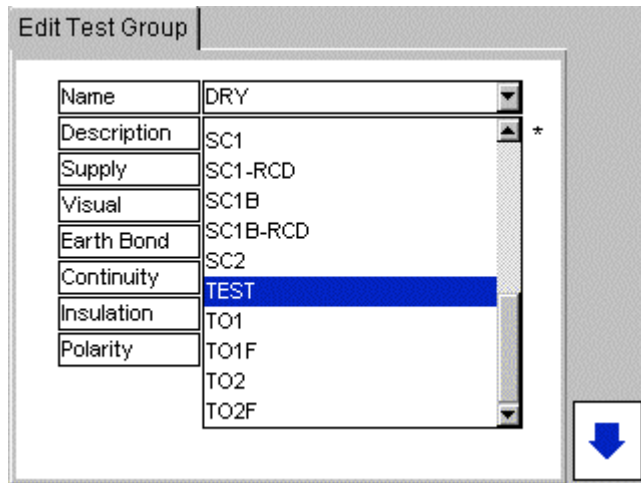 Edit Test Group
Name DRY
Description *
SC1
Supply
SC1-RCD
Visual
SC1B
Earth Bond
SC1B-RCD
Continuity
SC2
TEST
Insulation
TO1
Polarity
TO1F
TO2
TO2F